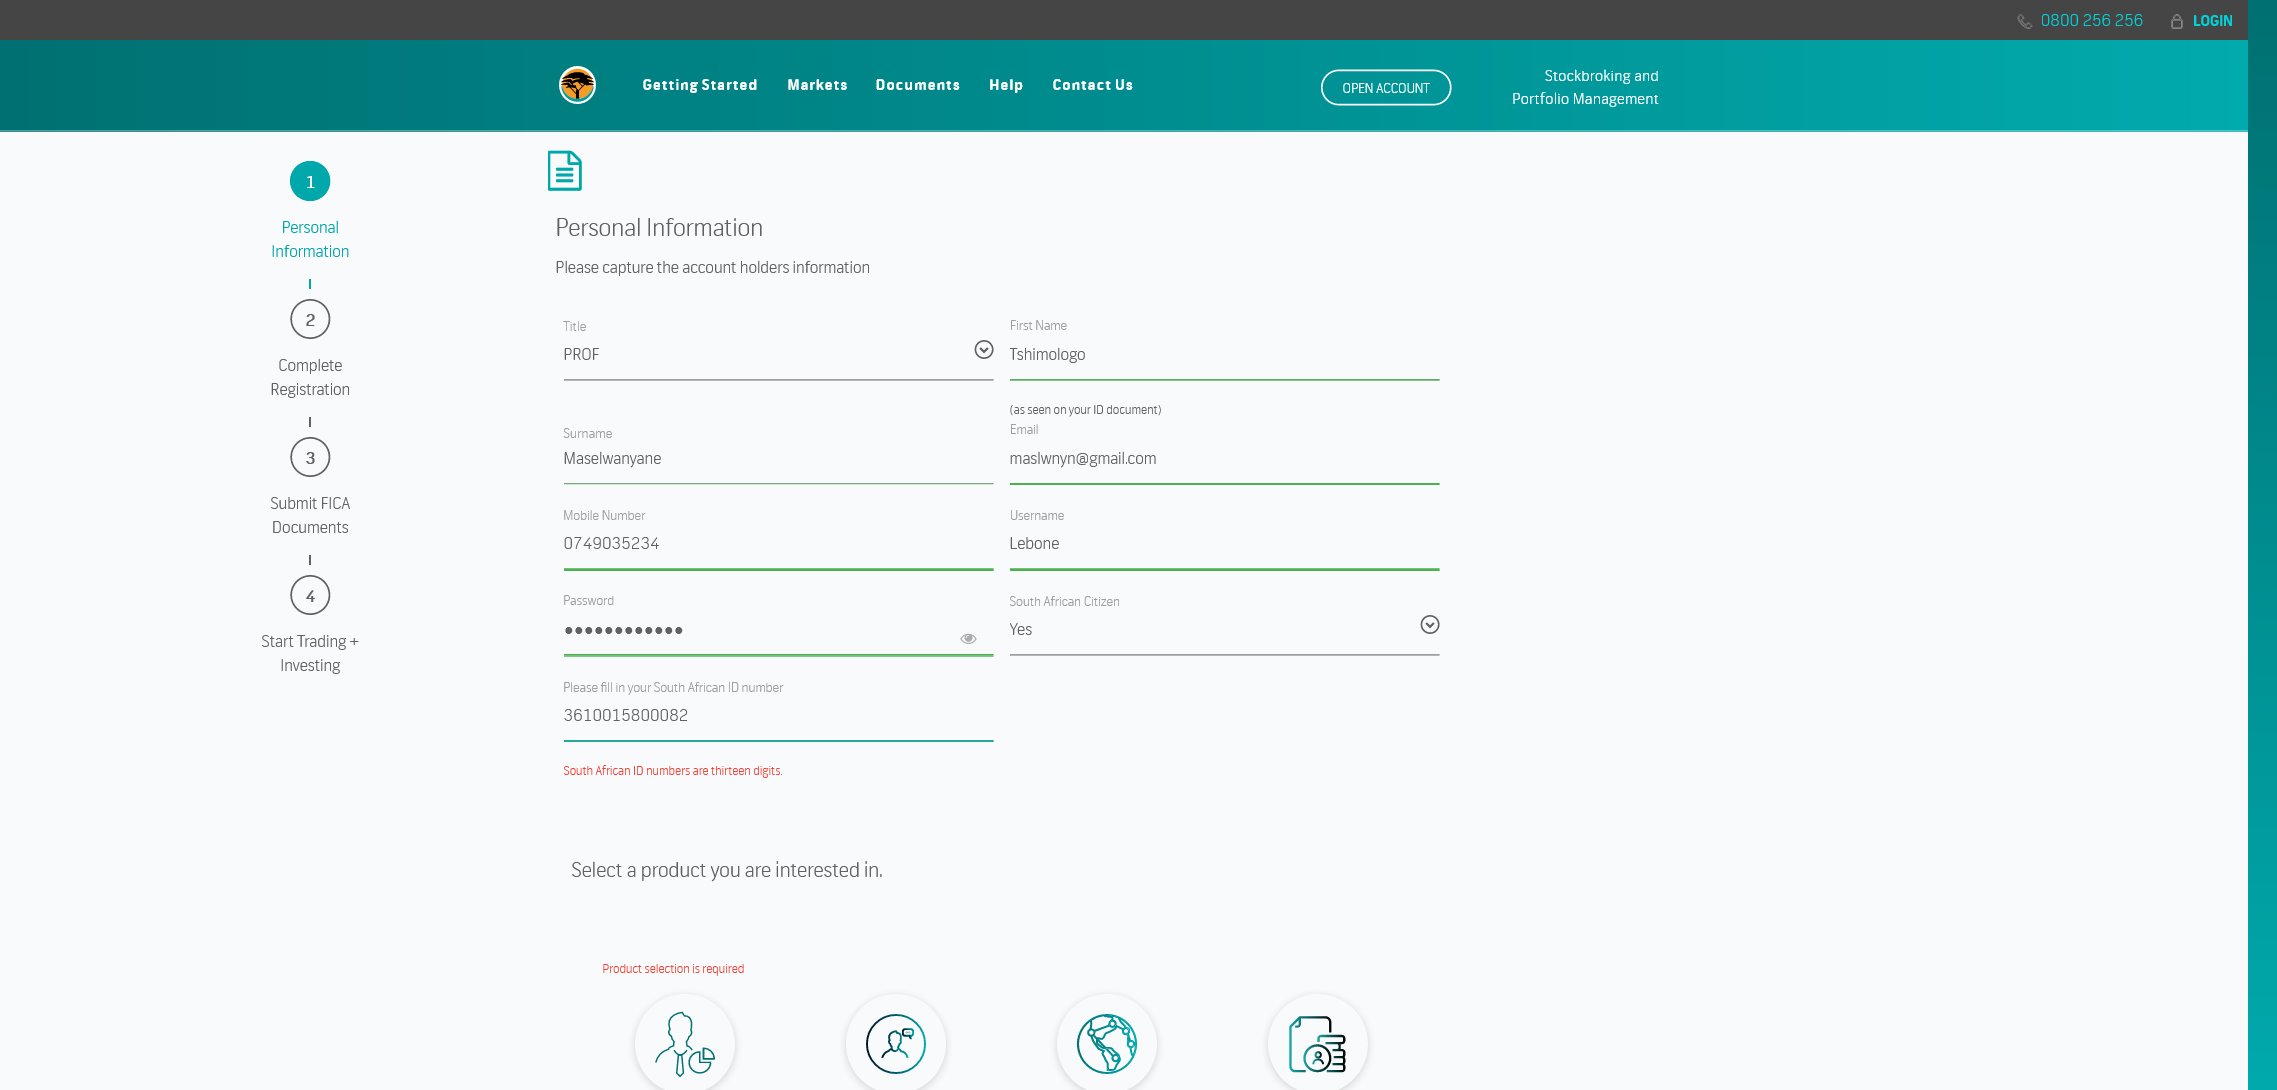 0800 256 256 LOGIN
Getting Started Markets Documents Help Contact Us OPEN ACCOUNT
Stockbroking and
Portfolio Management
1
Personal
Information
2
Complete
Registration
3
Submit FICA
Documents
4
Start Trading +
Investing
Personal Information
Please capture the account holders information
Title
PROF
First Name
Tshimologo
(as seen on your ID document)
Surname
Maselwanyane
Email
maslwnyn@gmail.com
Mobile Number
0749035234
Username
Lebone
Password
••••••••••••
South African Citizen
Yes
Please fill in your South African ID number
3610015800082
South African ID numbers are thirteen digits.
Select a product you are interested in.
Product selection is required